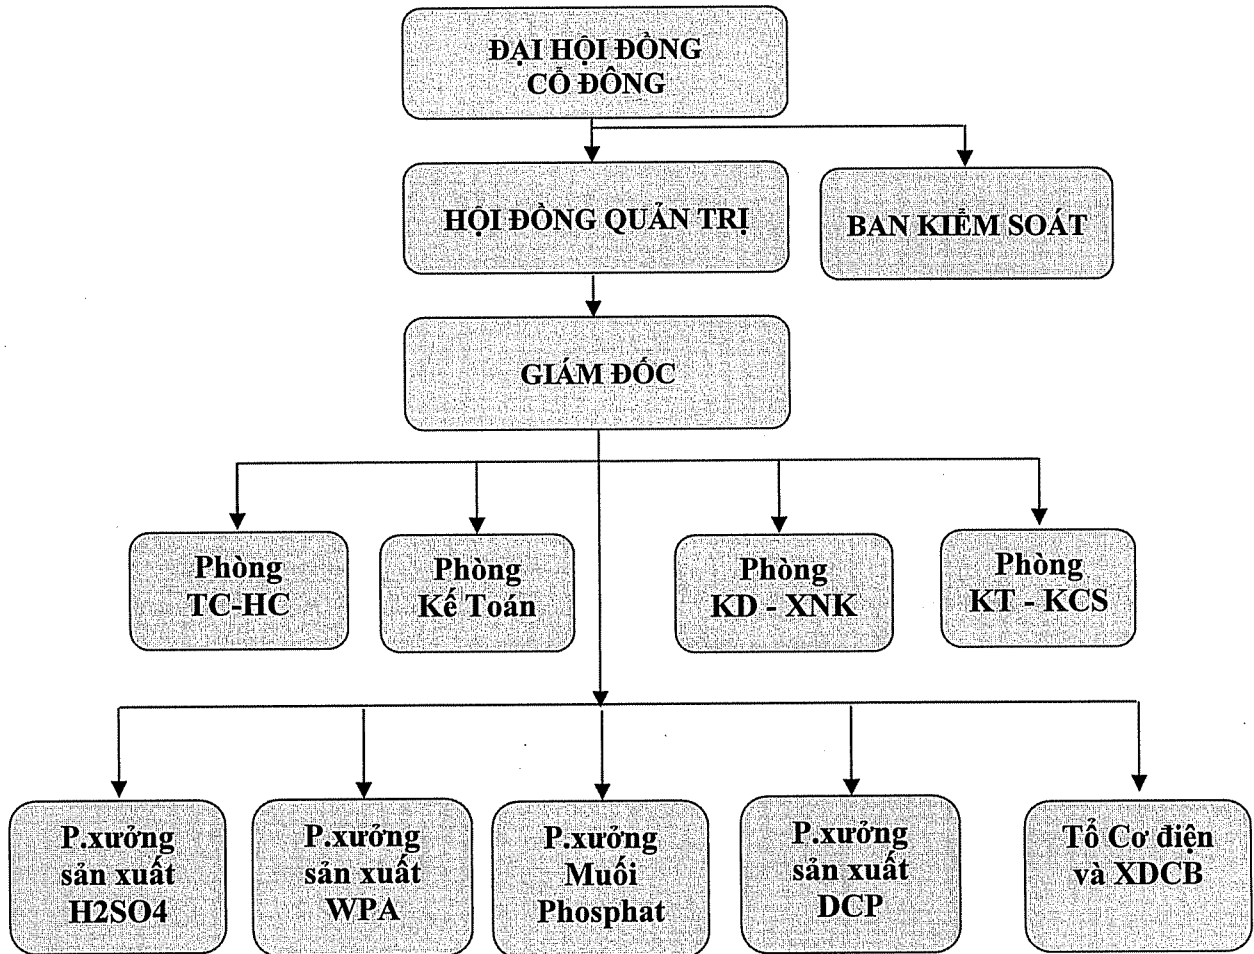 ĐẠI HỘI ĐỒNG
CỔ ĐÔNG
HỘI ĐỒNG QUẢN TRỊ
BAN KIỂM SOÁT
GIÁM ĐỐC
Phòng
TC-HC
Phòng
Kế Toán
Phòng
KD - XNK
Phòng
KT - KCS
P.xưởng
sản xuất
H2SO4
P.xưởng
sản xuất
WPA
P.xưởng
Muối
Phosphat
P.xưởng
sản xuất
DCP
Tổ Cơ điện
và XDCB